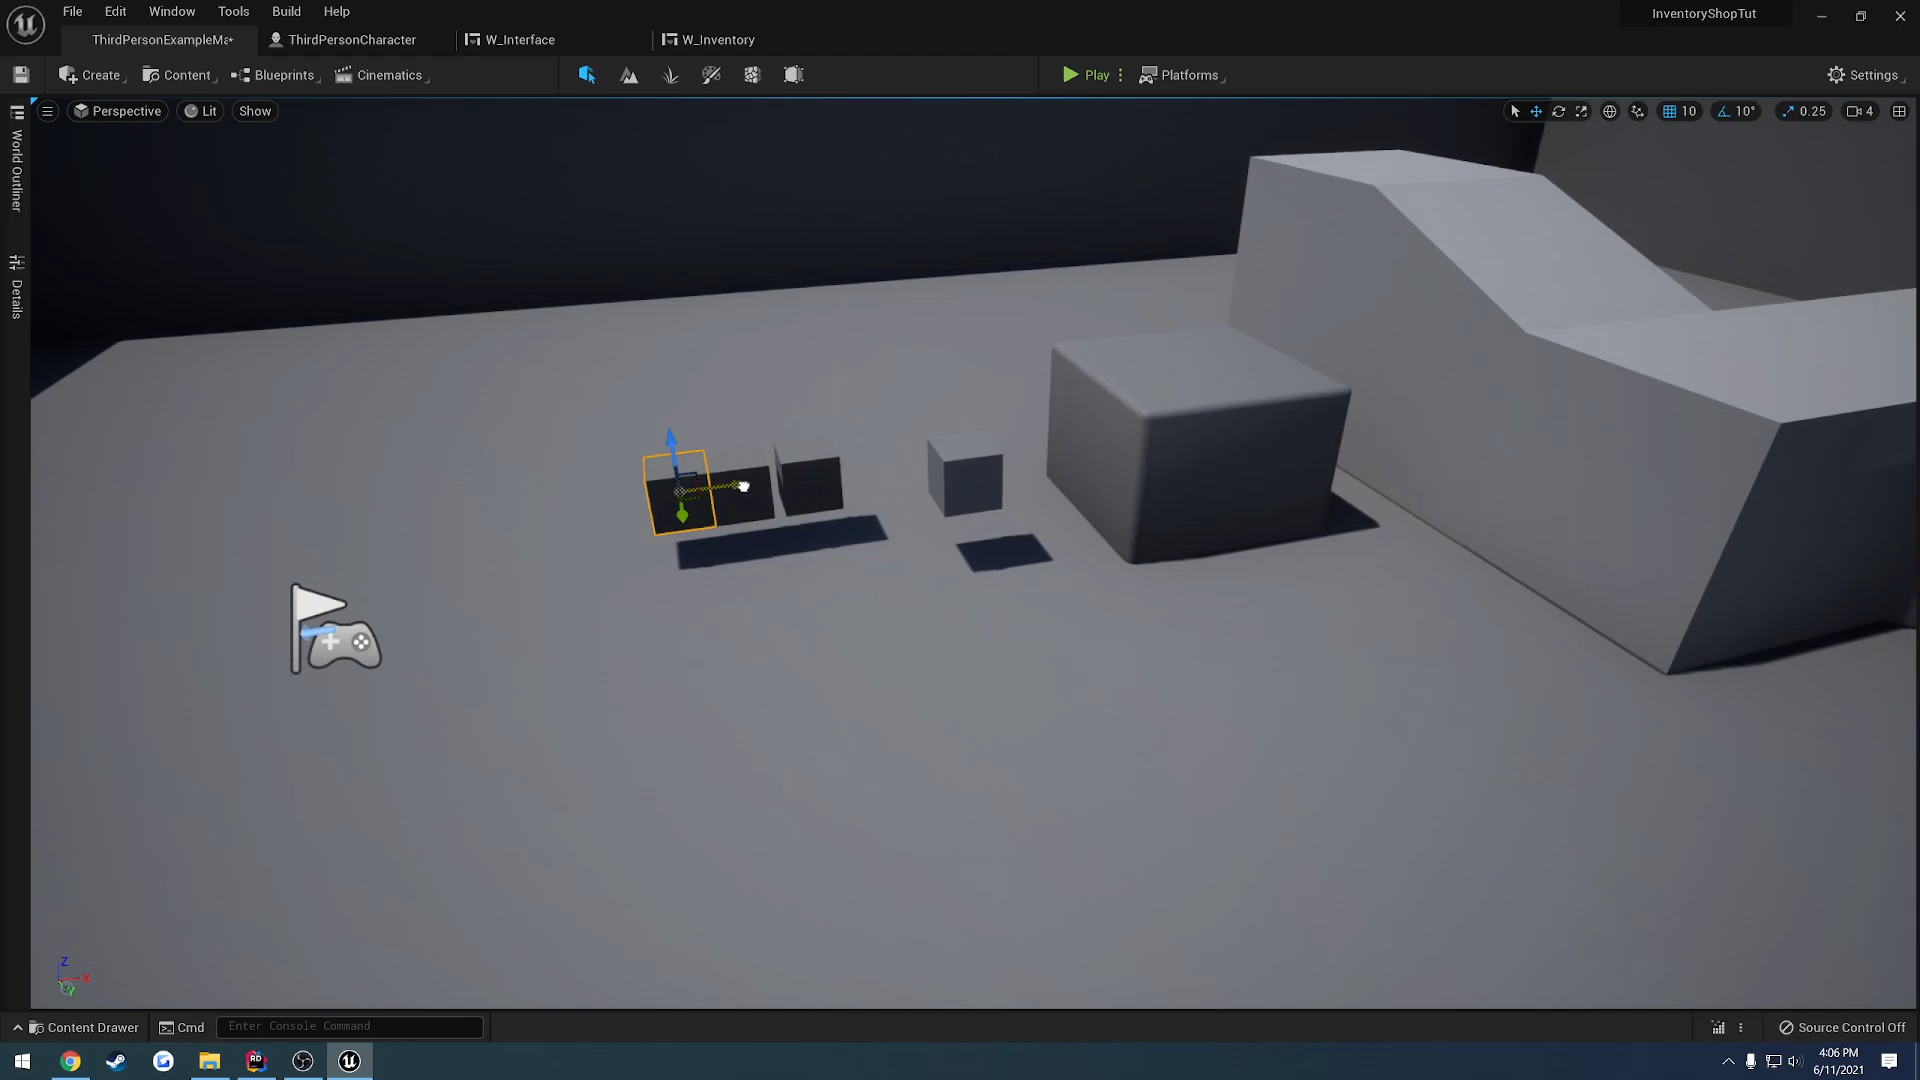 File Edit Window Tools Build Help
InventoryShopTut
ThirdPersonExampleMa•
ThirdPersonCharacter
W_Interface
W_Inventory
Create
Content
Blueprints
Cinematics
Play
Platforms
Settings
Perspective
Lit
Show
10
10°
0.25
4
World Outliner
Details
Z
X
Y
Content Drawer
Cmd
Enter Console Command
Source Control Off
RD
4:06 PM
6/11/2021